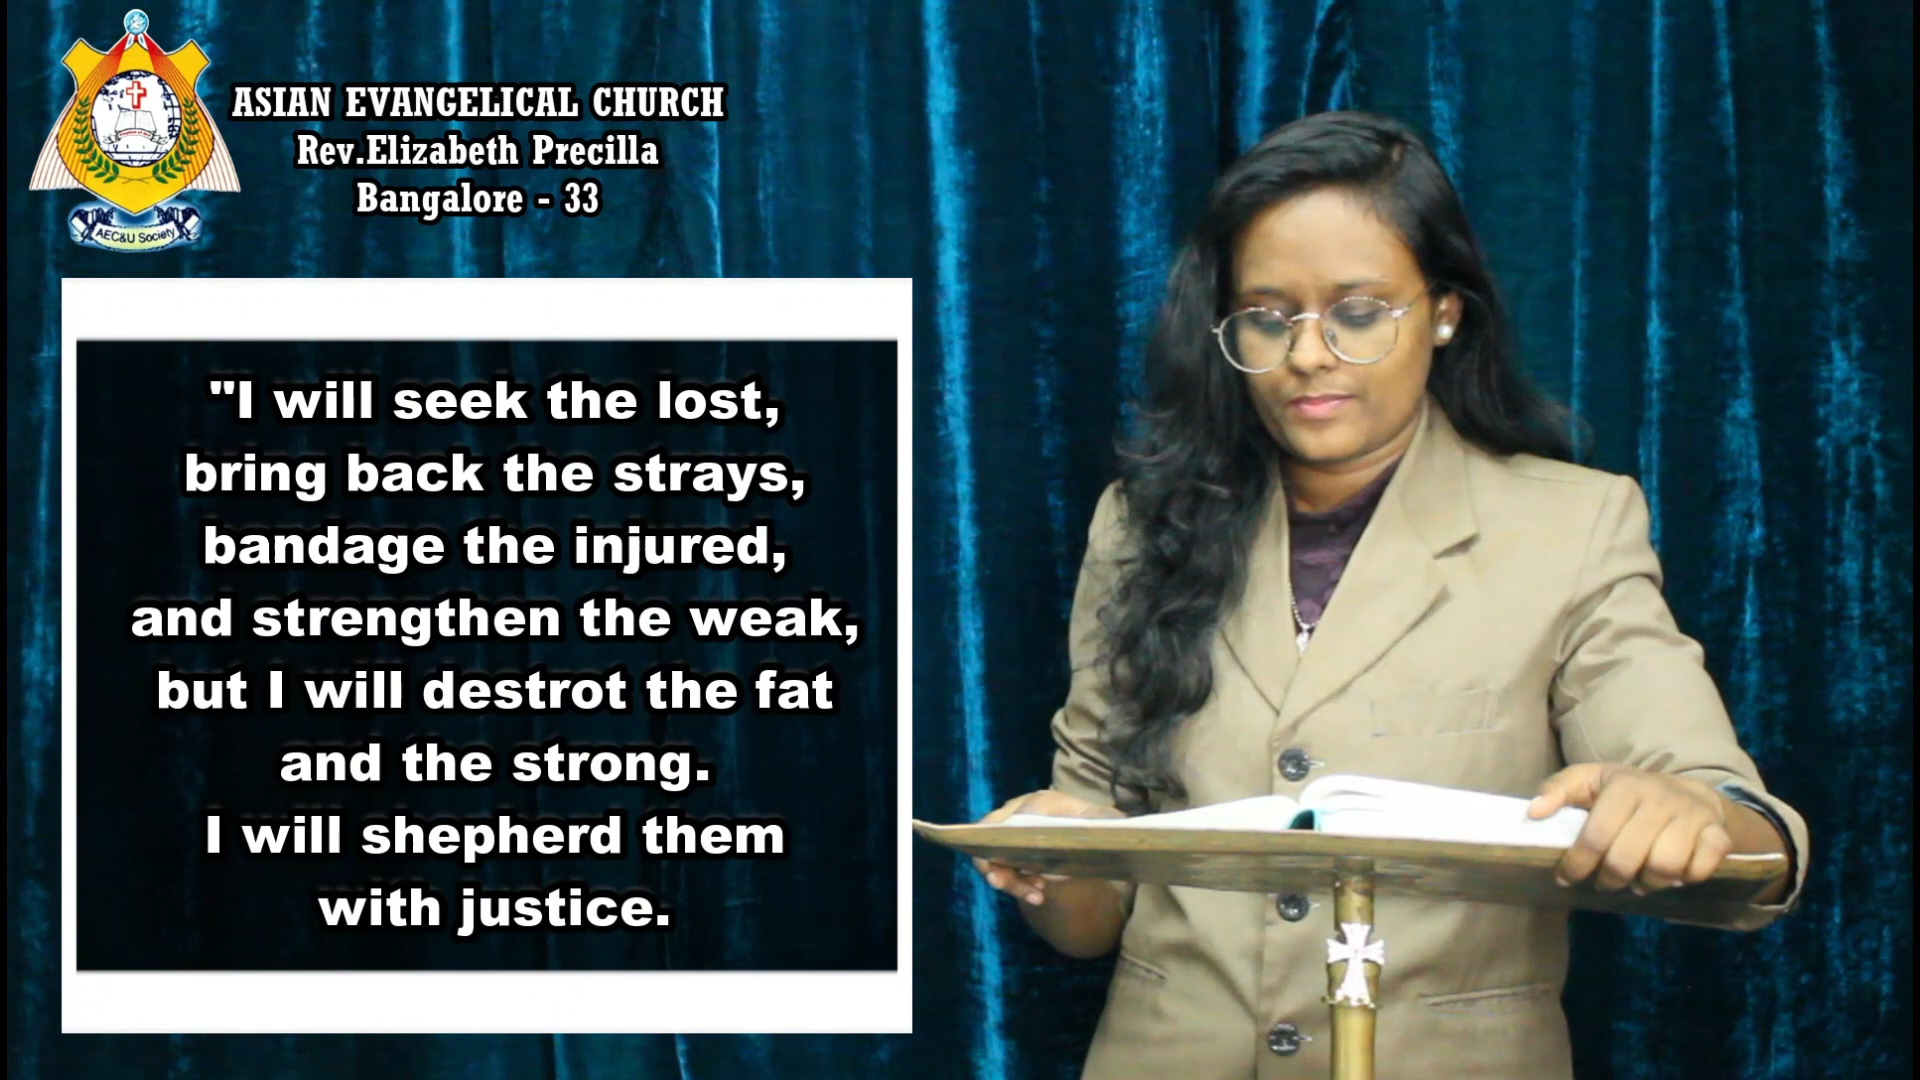 ASIAN EVANGELICAL CHURCH
Rev.Elizabeth Precilla
Bangalore - 33
AEC&U Society
"I will seek the lost,
bring back the strays,
bandage the injured,
and strengthen the weak,
but I will destrot the fat
and the strong.
I will shepherd them
with justice.